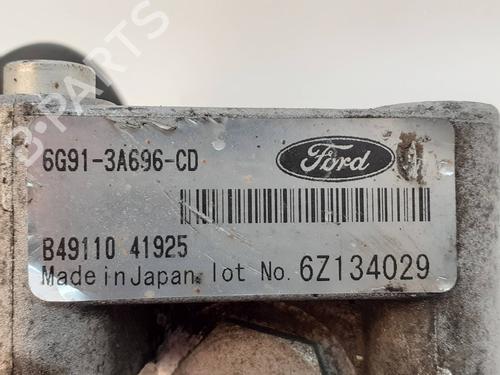 B-PARTS
6G91-3A696-CD
Ford
B49110 41925
Made in Japan. lot No. 6Z134029